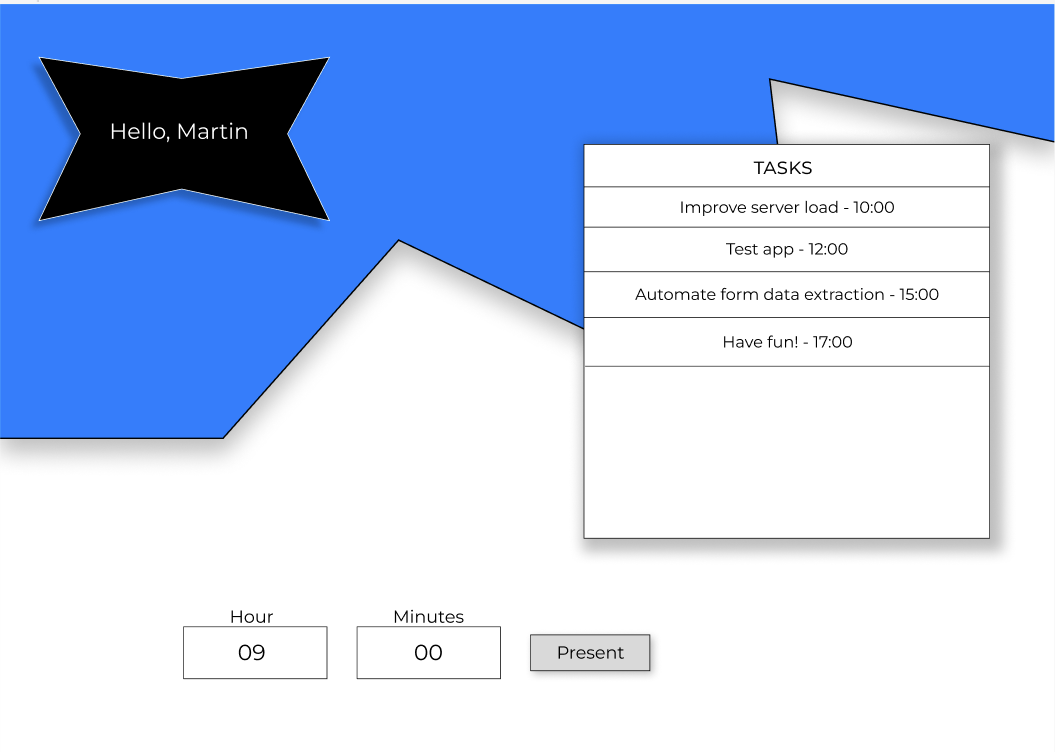 Hello, Martin
TASKS
Improve server load - 10:00
Test app - 12:00
Automate form data extraction - 15:00
Have fun! - 17:00
Hour
Minutes
09
00
Present